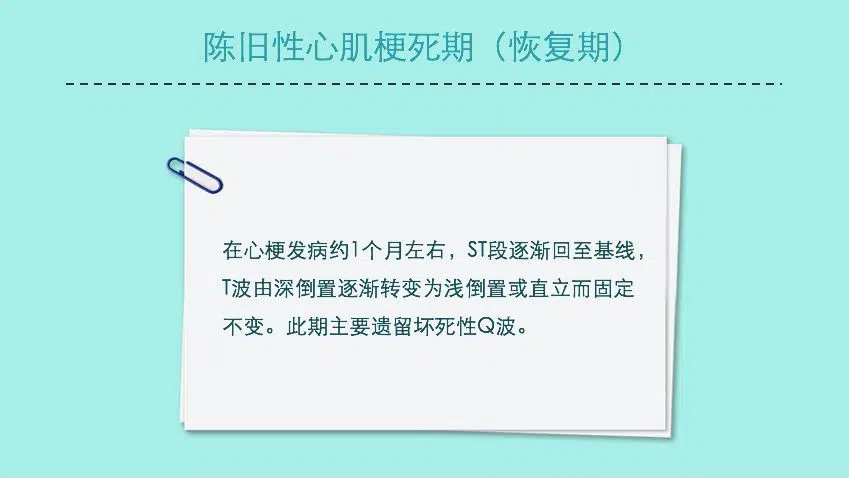 陈旧性心肌梗死期（恢复期）
在心梗发病约1个月左右，ST段逐渐回至基线，
T波由深倒置逐渐转变为浅倒置或直立而固定
不变。此期主要遗留坏死性Q波。